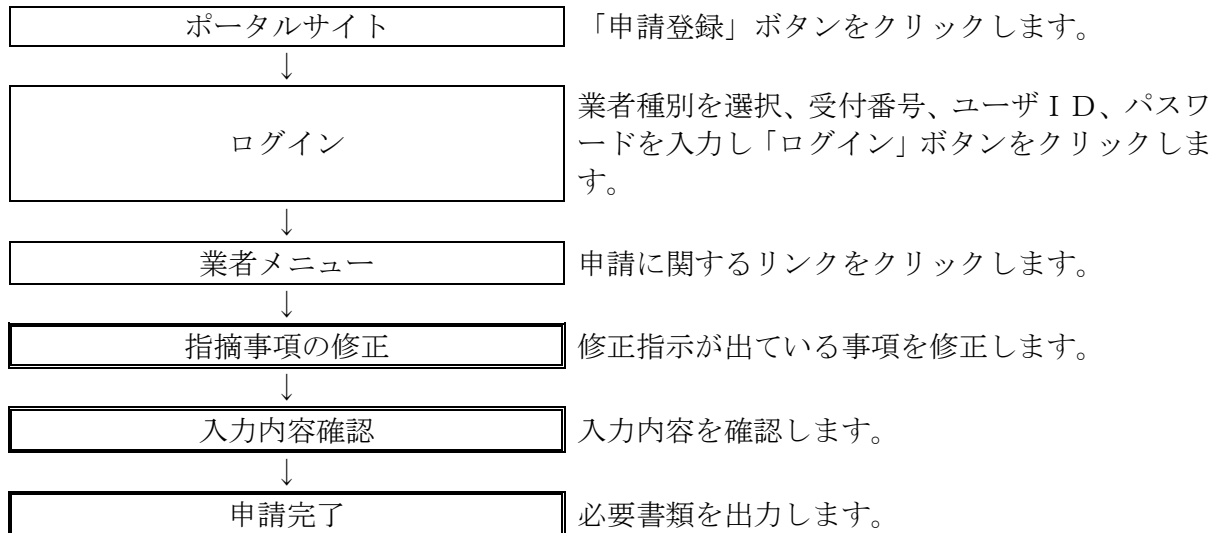 ポータルサイト 「申請登録」ボタンをクリックします。
↓
業者種別を選択、受付番号、ユーザＩＤ、パスワ
ログイン ードを入力し「ログイン」ボタンをクリックしま
す。
↓
業者メニュー 申請に関するリンクをクリックします。
↓
指摘事項の修正 修正指示が出ている事項を修正します。
↓
入力内容確認 入力内容を確認します。
↓
申請完了 必要書類を出力します。